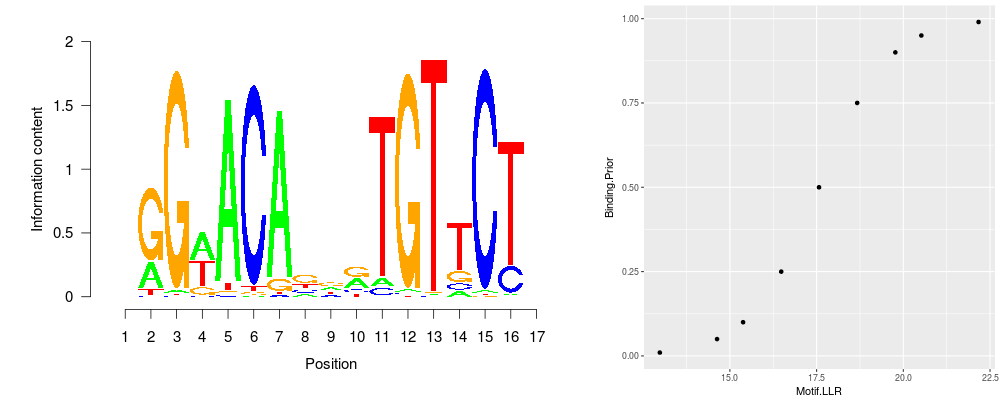 2
1.5
1
0.5
0
Information content
G G A A C A T G T T C T
A T G G A A G C
1 2 3 4 5 6 7 8 9 10 11 12 13 14 15 16 17
Position
1.00
0.75
0.50
0.25
0.00
Binding.Prior
15.0 17.5 20.0 22.5
Motif.LLR